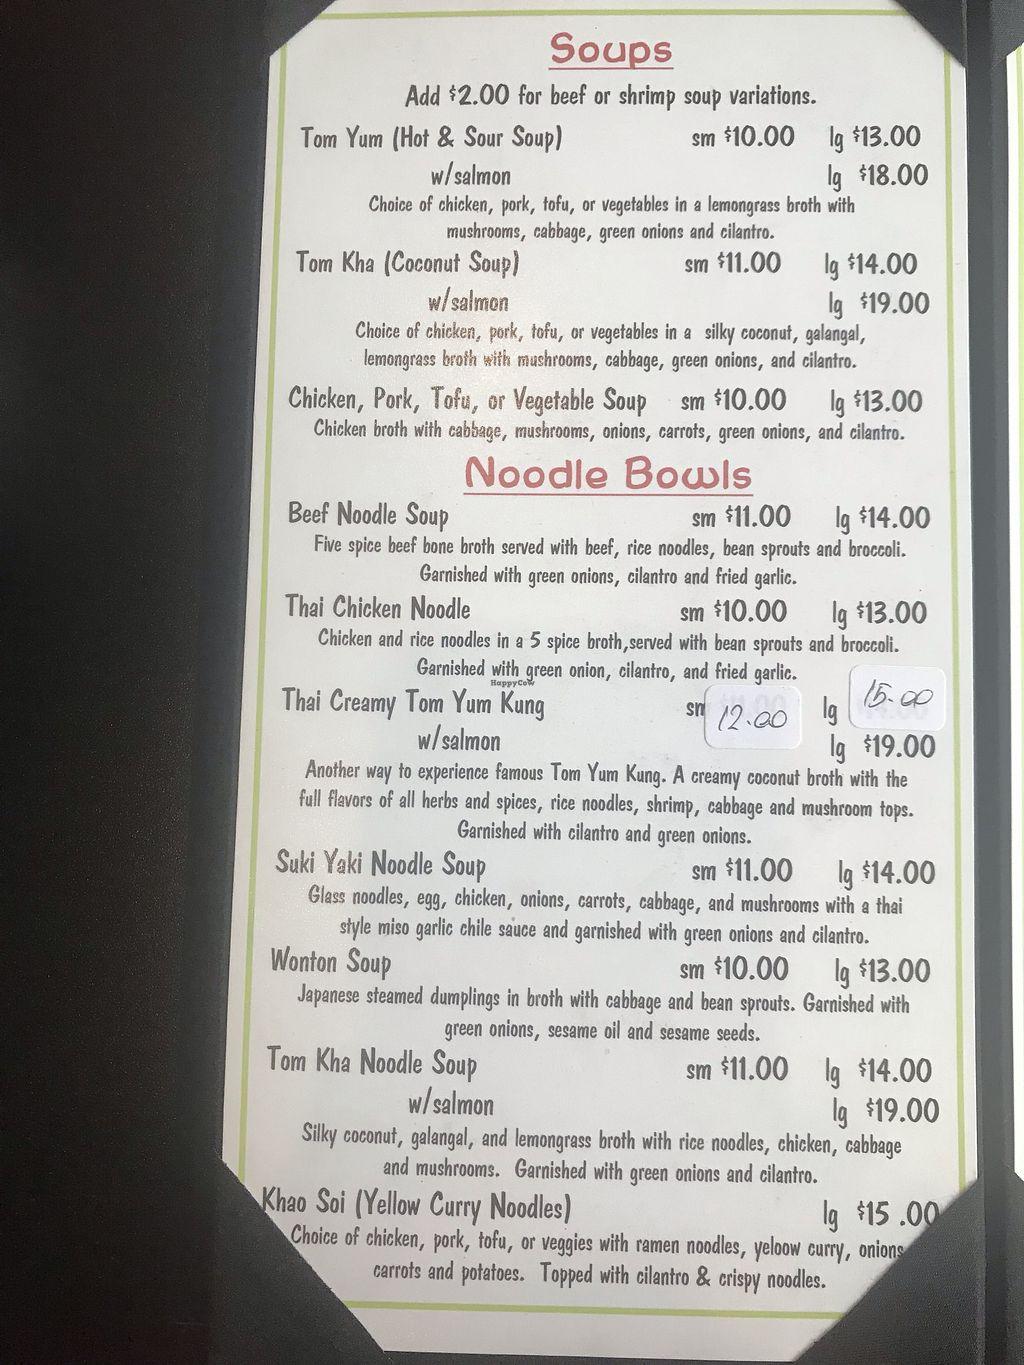 Soups
Add $2.00 for beef or shrimp soup variations.
Tom Yum (Hot & Sour Soup) sm $10.00 lg $13.00
w/salmon lg $18.00
Choice of chicken, pork, tofu, or vegetables in a lemongrass broth with
mushrooms, cabbage, green onions and cilantro.
Tom Kha (Coconut Soup) sm $11.00 lg $14.00
w/salmon lg $19.00
Choice of chicken, pork, tofu, or vegetables in a silky coconut, galangal,
lemongrass broth with mushrooms, cabbage, green onions, and cilantro.
Chicken, Pork, Tofu, or Vegetable Soup sm $10.00 lg $13.00
Chicken broth with cabbage, mushrooms, onions, carrots, green onions, and cilantro.
Noodle Bowls
Beef Noodle Soup sm $11.00 lg $14.00
Five spice beef bone broth served with beef, rice noodles, bean sprouts and broccoli.
Garnished with green onions, cilantro and fried garlic.
Thai Chicken Noodle sm $10.00 lg $13.00
Chicken and rice noodles in a 5 spice broth,served with bean sprouts and broccoli.
Garnished with green onion, cilantro, and fried garlic.
HappyCow
Thai Creamy Tom Yum Kung sm 12.00 lg 15.00
w/salmon lg $19.00
Another way to experience famous Tom Yum Kung. A creamy coconut broth with the
full flavors of all herbs and spices, rice noodles, shrimp, cabbage and mushroom tops.
Garnished with cilantro and green onions.
Suki Yaki Noodle Soup sm $11.00 lg $14.00
Glass noodles, egg, chicken, onions, carrots, cabbage, and mushrooms with a thai
style miso garlic chile sauce and garnished with green onions and cilantro.
Wonton Soup sm $10.00 lg $13.00
Japanese steamed dumplings in broth with cabbage and bean sprouts. Garnished with
green onions, sesame oil and sesame seeds.
Tom Kha Noodle Soup sm $11.00 lg $14.00
w/salmon lg $19.00
Silky coconut, galangal, and lemongrass broth with rice noodles, chicken, cabbage
and mushrooms. Garnished with green onions and cilantro.
Khao Soi (Yellow Curry Noodles) lg $15 .00
Choice of chicken, pork, tofu, or veggies with ramen noodles, yeloow curry, onions
carrots and potatoes. Topped with cilantro & crispy noodles.